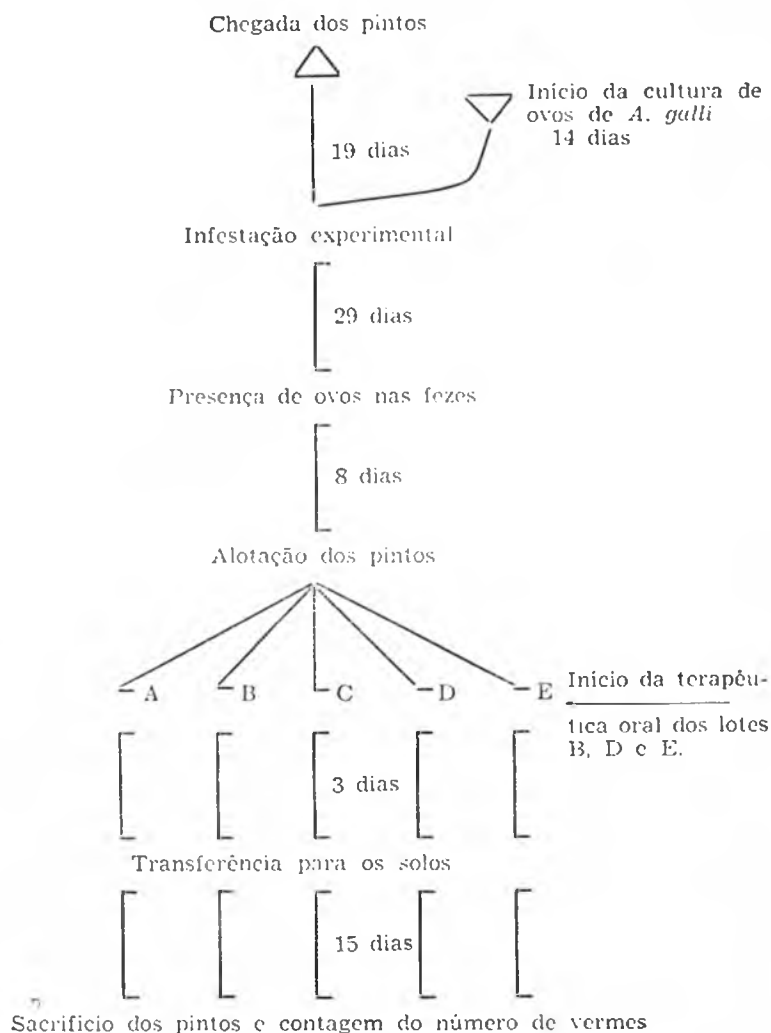 Chegada dos pintos
Início da cultura de
ovos de A. galli
14 dias
19 dias
Infestação experimental
29 dias
Presença de ovos nas fezes
8 dias
Alotação dos pintos
A B C D E
Início da terapêu-
tica oral dos lotes
B, D e E.
3 dias
Transferência para os solos
15 dias
Sacrifício dos pintos e contagem do número de vermes